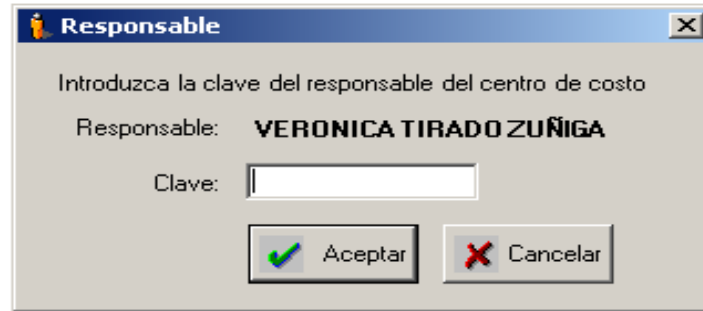 Responsable
Introduzca la clave del responsable del centro de costo
Responsable: VERONICA TIRADO ZUÑIGA
Clave:
Aceptar Cancelar